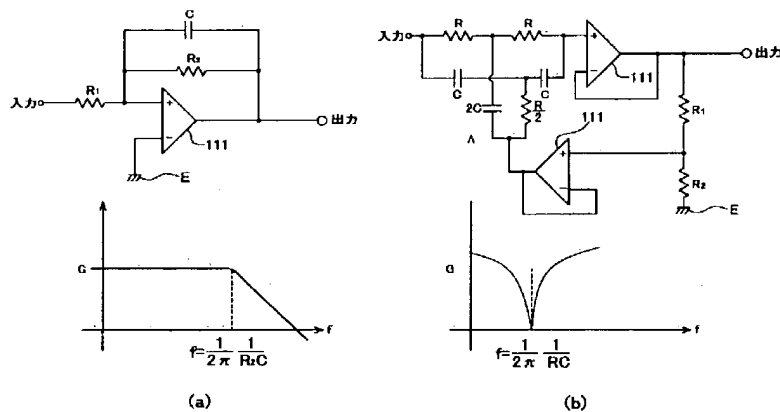 (a)
C
R₂
R₁
入力
+
−
111
出力
E
G
f
f=1/2π 1/R₂C
(b)
入力
R
R
+
−
111
出力
C
C
2C
R/2
A
111
+
−
R₁
R₂
E
G
f
f=1/2π 1/RC